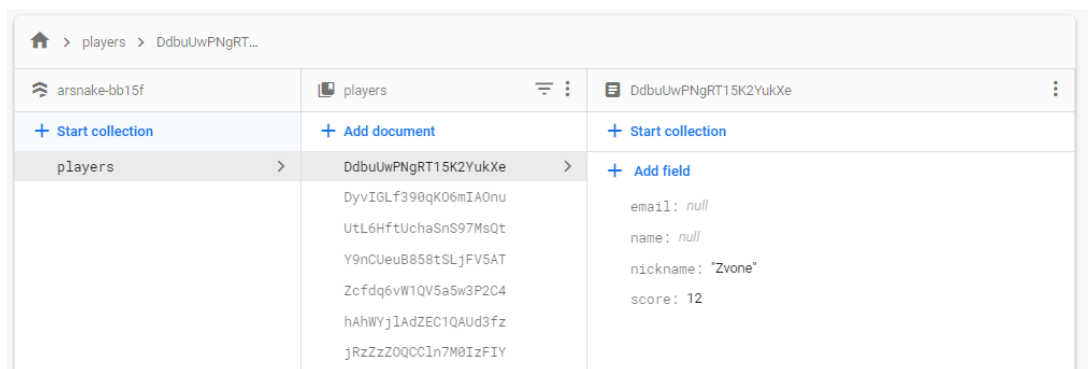 players > DdbuUwPNgRT...
arsnake-bb15f
+ Start collection
players
players
+ Add document
DdbuUwPNgRT15K2YukXe
DyvIGLf390qKO6mIAOnu
UtL6HftUchaSnS97MsQt
Y9nCUeuB858tSLjFV5AT
Zcfdq6vW1QV5a5w3P2C4
hAhWYjlAdZEC1QAUd3fz
jRzZzZOQCCln7M0IzFIY
DdbuUwPNgRT15K2YukXe
+ Start collection
+ Add field
email: null
name: null
nickname: "Zvone"
score: 12